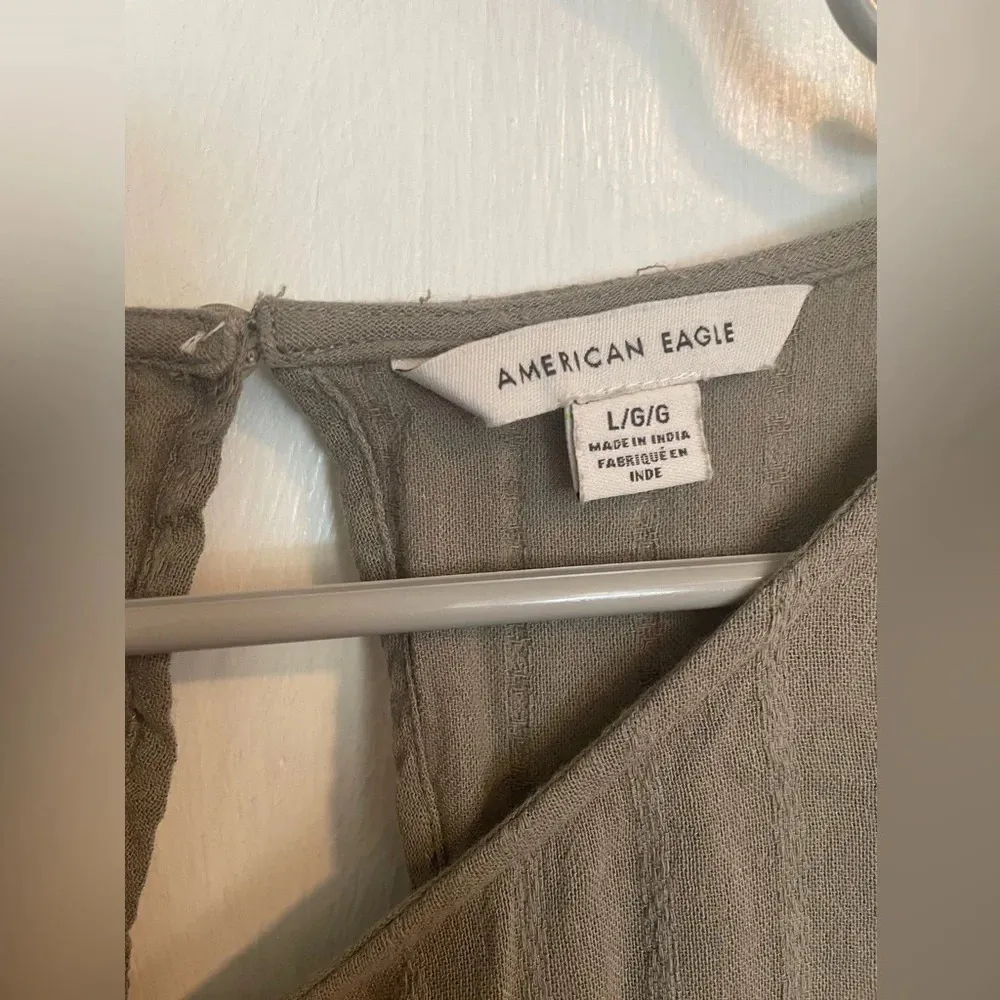 AMERICAN EAGLE
L/G/G
MADE IN INDIA
FABRIQUÉ EN
INDE